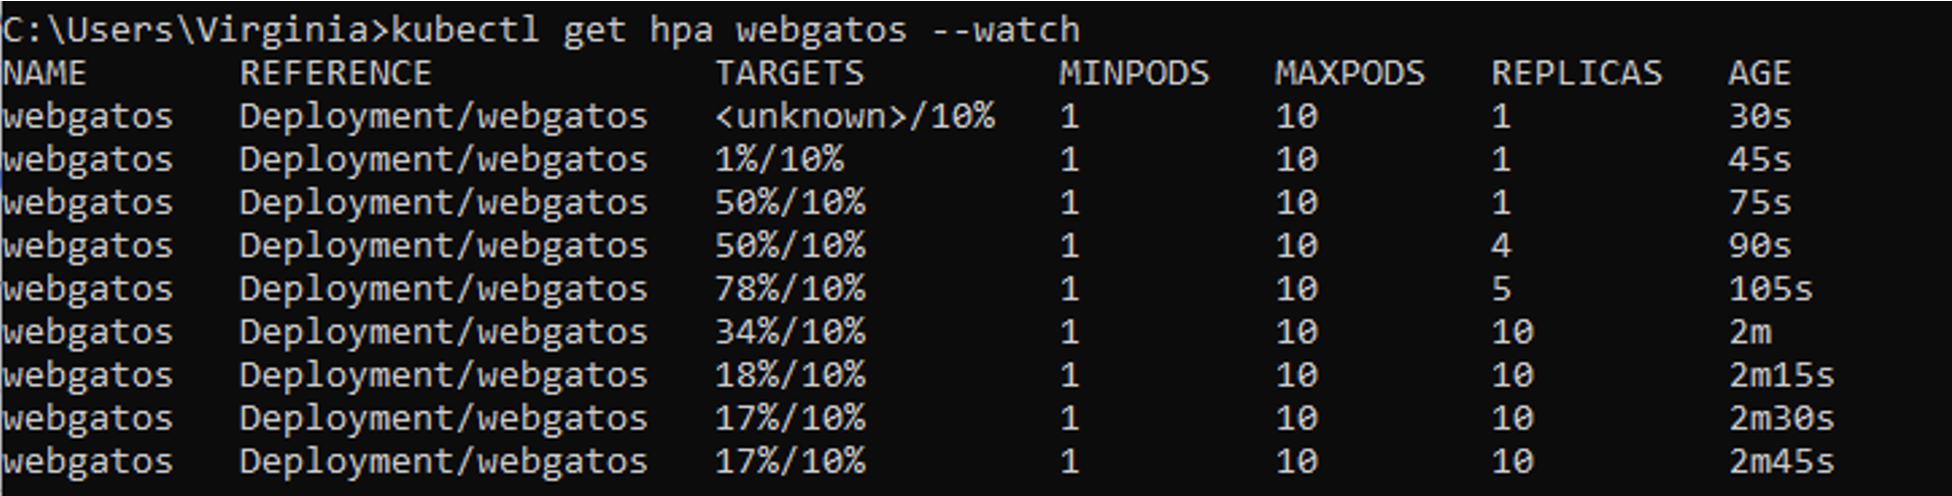 C:\Users\Virginia>kubectl get hpa webgatos --watch
NAME REFERENCE TARGETS MINPODS MAXPODS REPLICAS AGE
webgatos Deployment/webgatos <unknown>/10% 1 10 1 30s
webgatos Deployment/webgatos 1%/10% 1 10 1 45s
webgatos Deployment/webgatos 50%/10% 1 10 1 75s
webgatos Deployment/webgatos 50%/10% 1 10 4 90s
webgatos Deployment/webgatos 78%/10% 1 10 5 105s
webgatos Deployment/webgatos 34%/10% 1 10 10 2m
webgatos Deployment/webgatos 18%/10% 1 10 10 2m15s
webgatos Deployment/webgatos 17%/10% 1 10 10 2m30s
webgatos Deployment/webgatos 17%/10% 1 10 10 2m45s